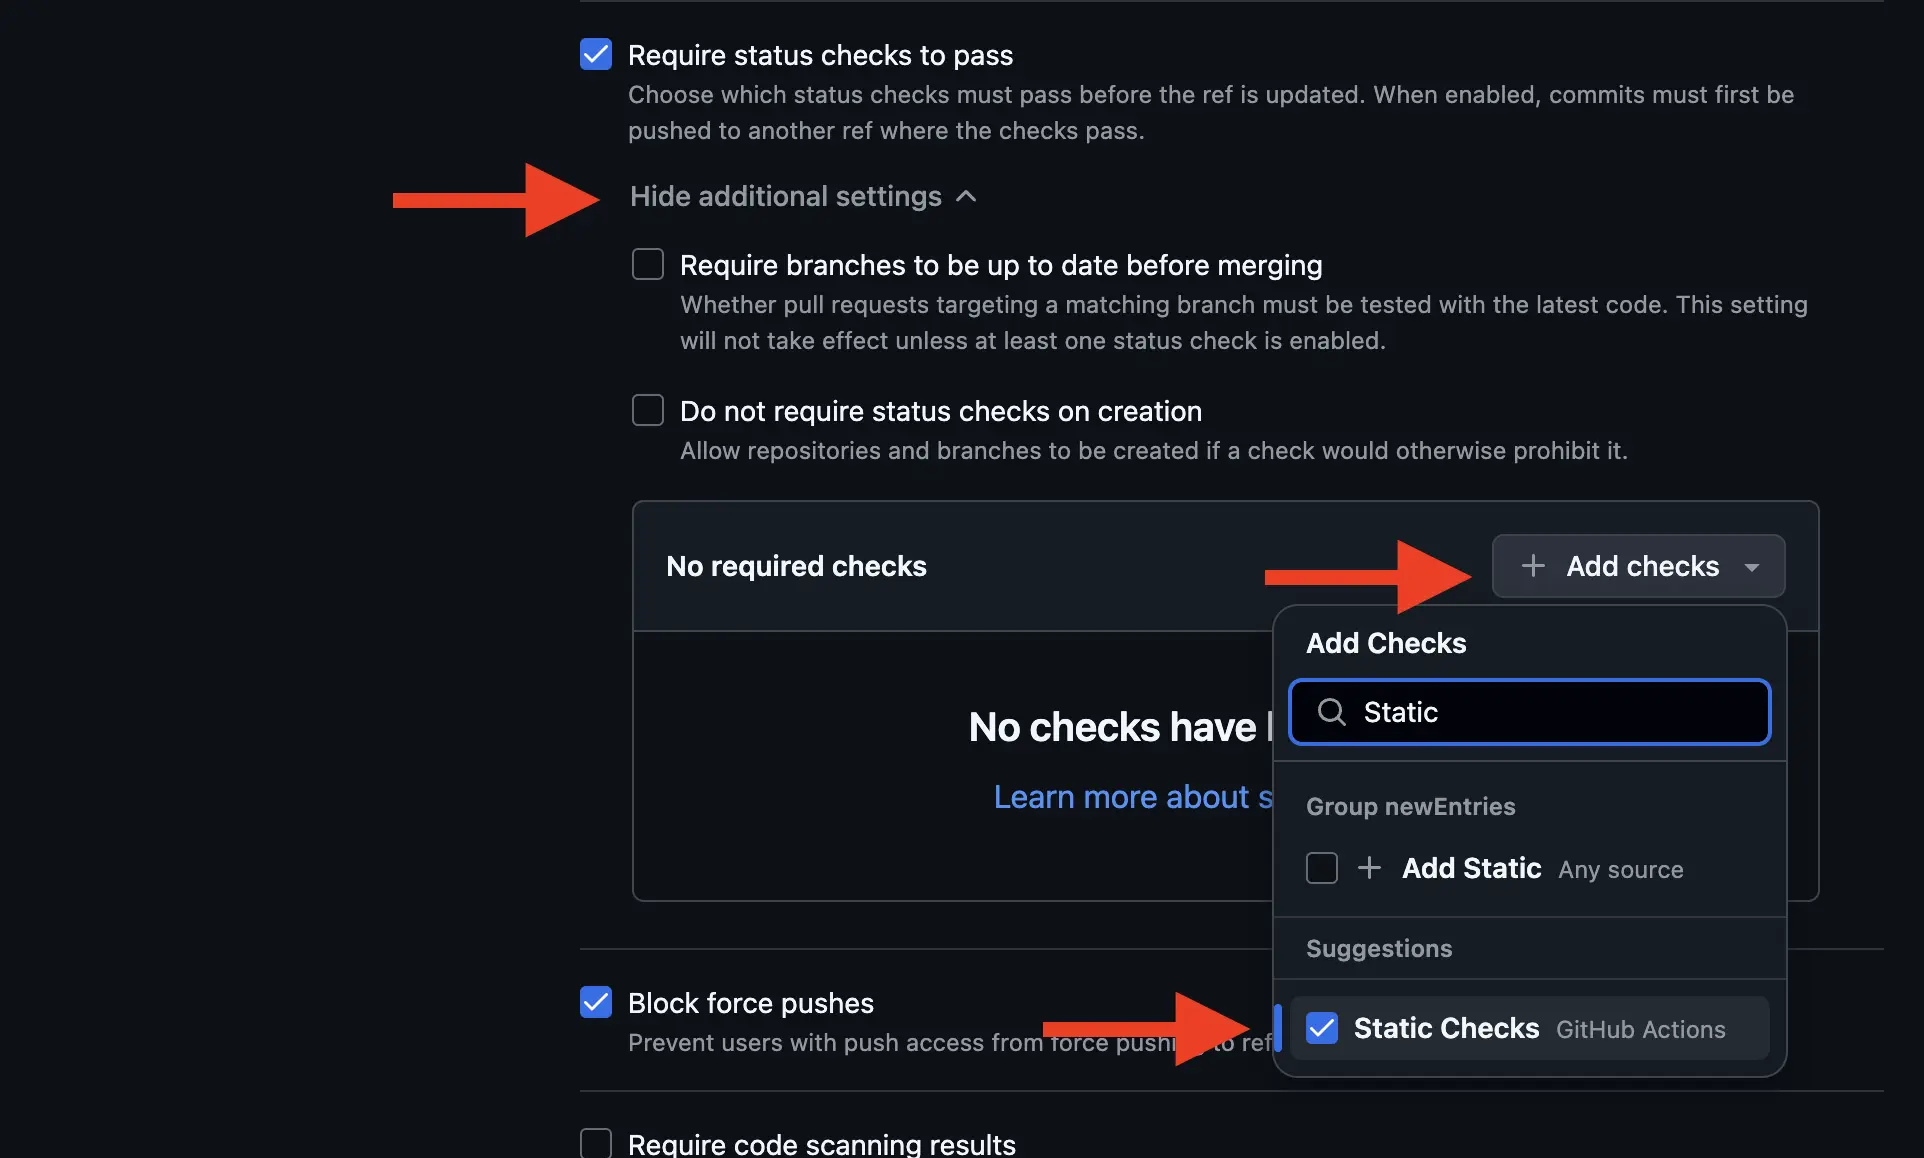 Require status checks to pass
Choose which status checks must pass before the ref is updated. When enabled, commits must first be
pushed to another ref where the checks pass.
Hide additional settings
Require branches to be up to date before merging
Whether pull requests targeting a matching branch must be tested with the latest code. This setting
will not take effect unless at least one status check is enabled.
Do not require status checks on creation
Allow repositories and branches to be created if a check would otherwise prohibit it.
No required checks
Add checks
Add Checks
Static
No checks have
Learn more about s
Group newEntries
Add Static Any source
Suggestions
Static Checks GitHub Actions
Block force pushes
Prevent users with push access from force to ref
Require code scanning results